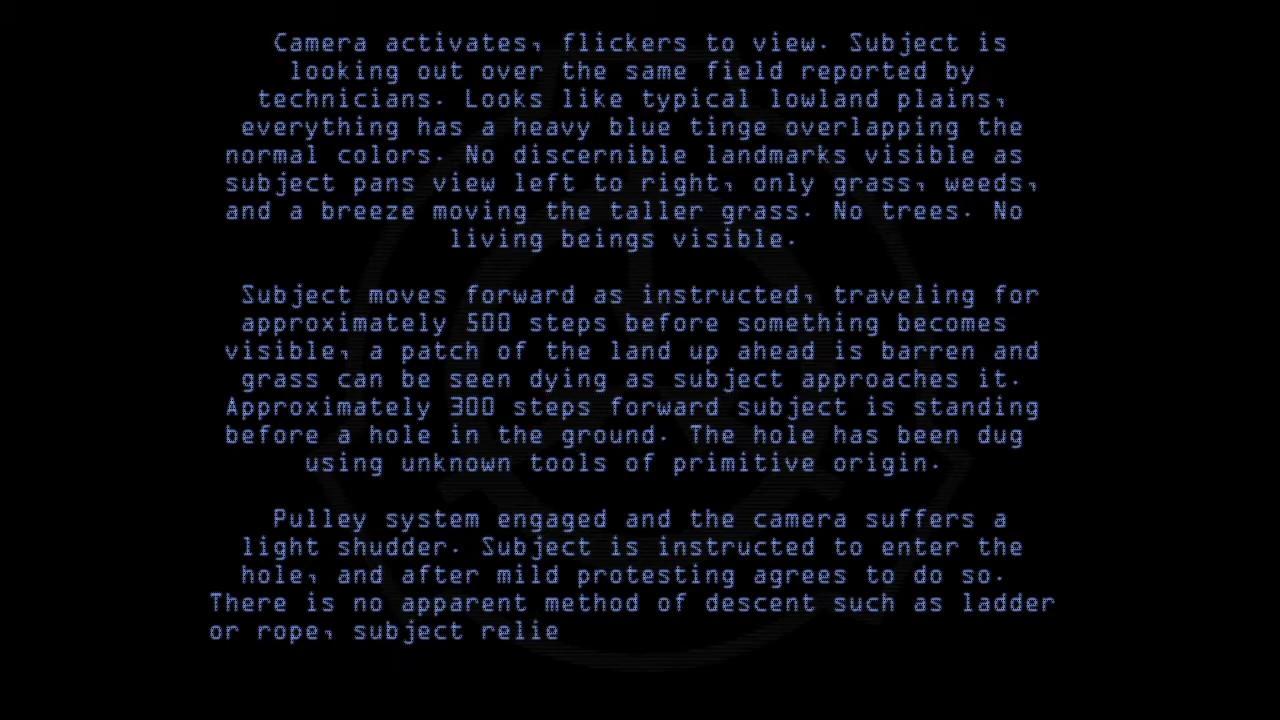 Camera activates, flickers to view. Subject is
looking out over the same field reported by
technicians. Looks like typical lowland plains,
everything has a heavy blue tinge overlapping the
normal colors. No discernible landmarks visible as
subject pans view left to right, only grass, weeds,
and a breeze moving the taller grass. No trees. No
living beings visible.
Subject moves forward as instructed, traveling for
approximately 500 steps before something becomes
visible, a patch of the land up ahead is barren and
grass can be seen dying as subject approaches it.
Approximately 300 steps forward subject is standing
before a hole in the ground. The hole has been dug
using unknown tools of primitive origin.
Pulley system engaged and the camera suffers a
light shudder. Subject is instructed to enter the
hole, and after mild protesting agrees to do so.
There is no apparent method of descent such as ladder
or rope, subject relie